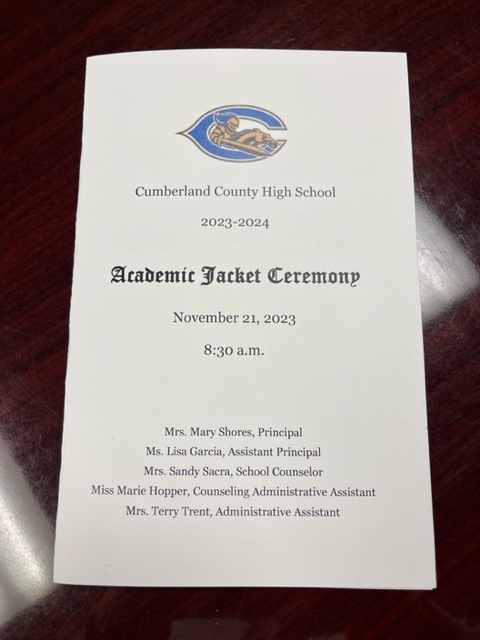 Cumberland County High School
2023-2024
Academic Jacket Ceremony
November 21, 2023
8:30 a.m.
Mrs. Mary Shores, Principal
Ms. Lisa Garcia, Assistant Principal
Mrs. Sandy Sacra, School Counselor
Miss Marie Hopper, Counseling Administrative Assistant
Mrs. Terry Trent, Administrative Assistant